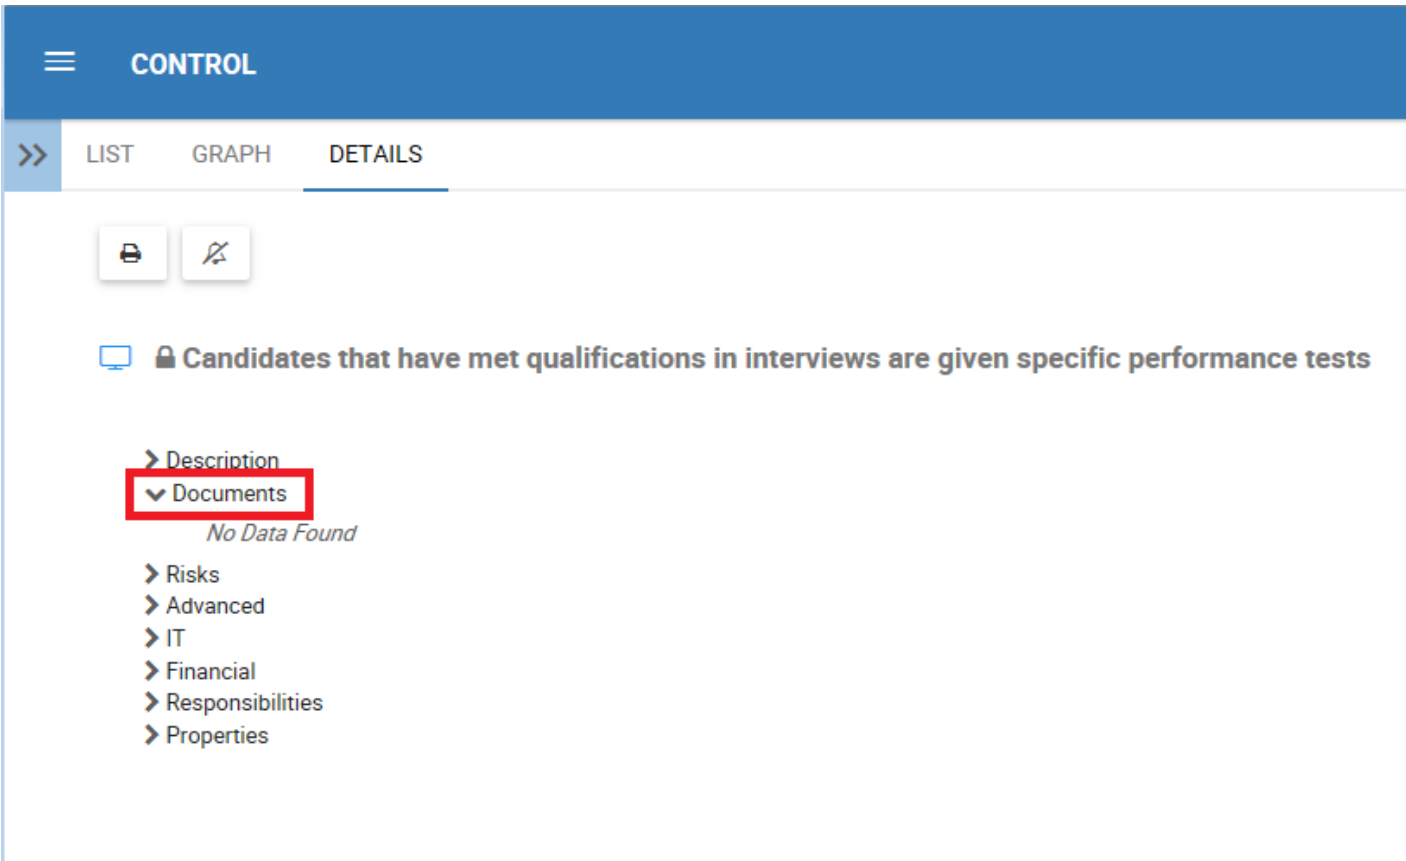 CONTROL
LIST GRAPH DETAILS
Candidates that have met qualifications in interviews are given specific performance tests
Description
Documents
No Data Found
Risks
Advanced
IT
Financial
Responsibilities
Properties